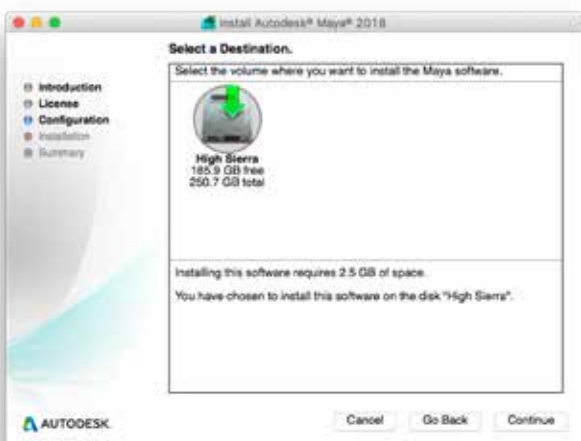 Install Autodesk® Maya® 2018
Select a Destination.
Select the volume where you want to install the Maya software.
Introduction
License
Configuration
Installation
Summary
High Sierra
185.9 GB free
250.7 GB total
Installing this software requires 2.5 GB of space.
You have chosen to install this software on the disk "High Sierra".
AUTODESK.
Cancel
Go Back
Continue